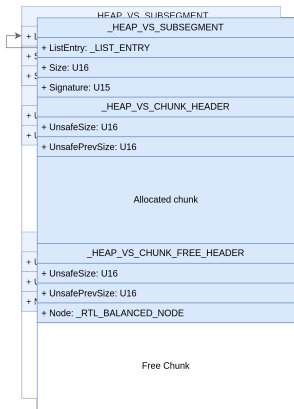 _HEAP_VS_SUBSEGMENT
_HEAP_VS_SUBSEGMENT
+ ListEntry: _LIST_ENTRY
+ Size: U16
+ Signature: U15
_HEAP_VS_CHUNK_HEADER
+ UnsafeSize: U16
+ UnsafePrevSize: U16
Allocated chunk
_HEAP_VS_CHUNK_FREE_HEADER
+ UnsafeSize: U16
+ UnsafePrevSize: U16
+ Node: _RTL_BALANCED_NODE
Free Chunk